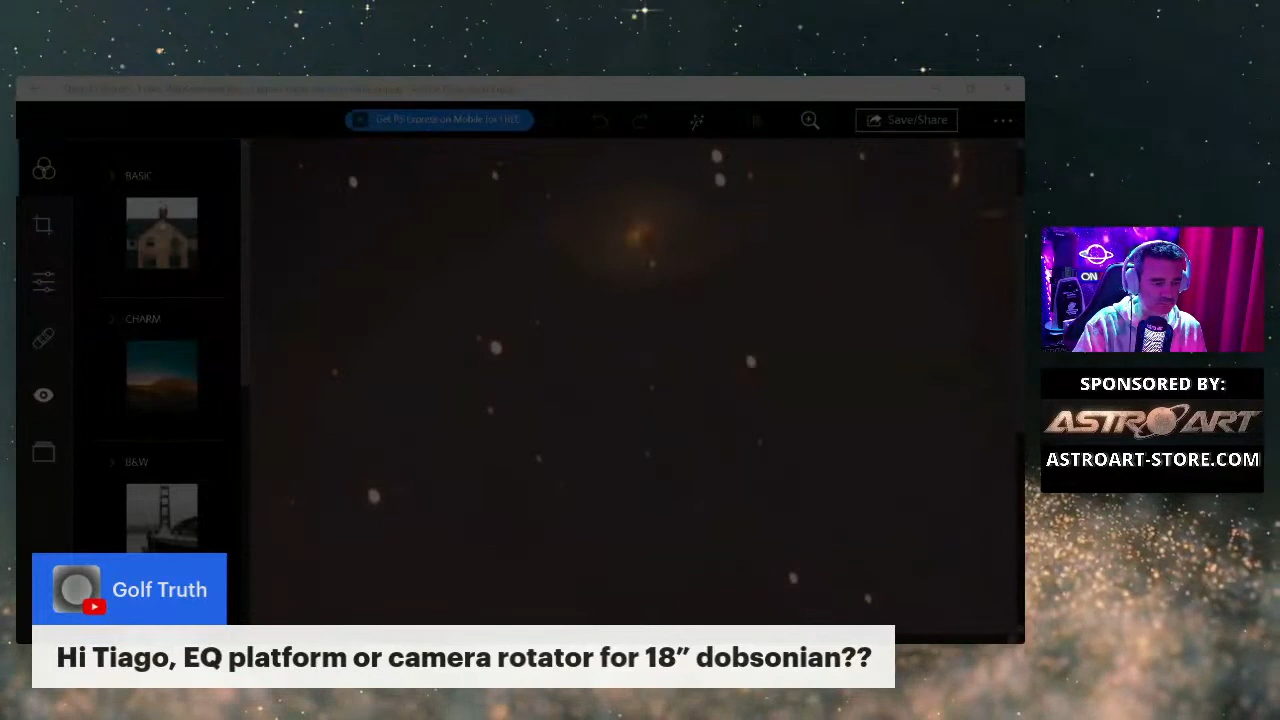 Get PS Express on Mobile for FREE
Save/Share
BASIC
CHARM
B&W
ON
SPONSORED BY:
ASTROART
ASTROART-STORE.COM
Golf Truth
Hi Tiago, EQ platform or camera rotator for 18” dobsonian??